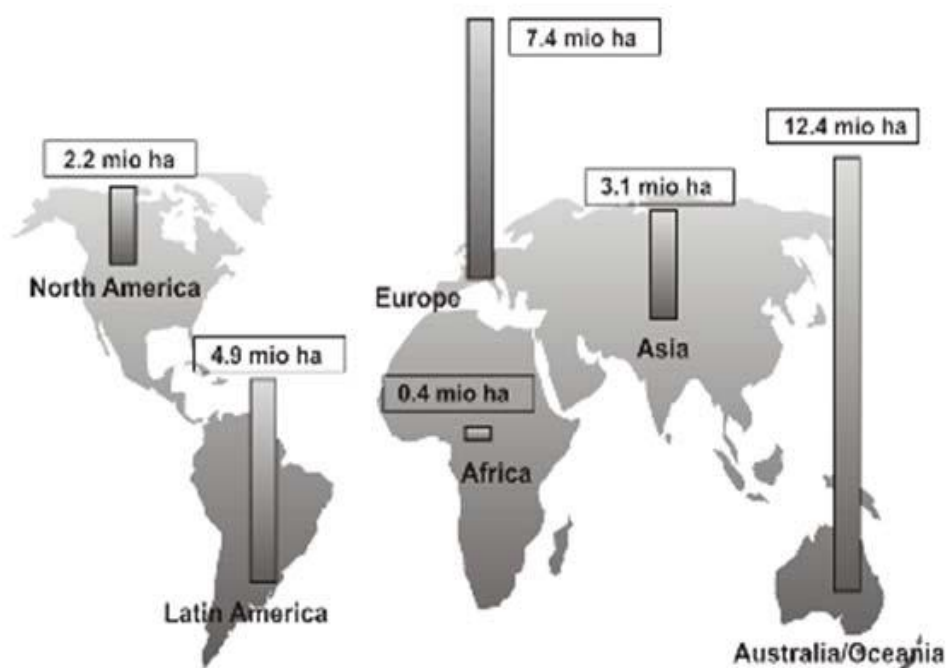 7.4 mio ha
12.4 mio ha
2.2 mio ha
3.1 mio ha
North America
Europe
Asia
4.9 mio ha
0.4 mio ha
Africa
Latin America
Australia/Oceania